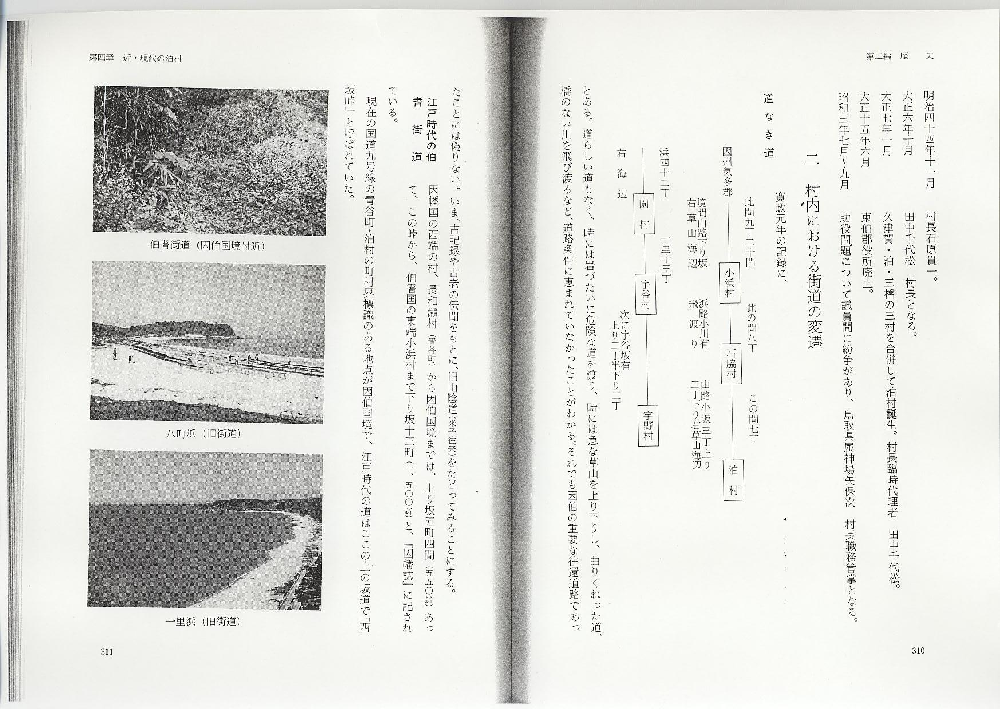 第二編　歴　史
明治四十四年十一月　村長石原貫一。
大正六年十月　田中千代松　村長となる。
大正七年一月　久津賀・泊・三橋の三村を合併して泊村誕生。村長臨時代理者　田中千代松。
大正十五年六月　東伯郡役所廃止。
昭和三年七月～九月　助役問題について議員間に紛争があり、鳥取県属神場矢保次　村長職務管掌となる。
二　村内における街道の変遷
道なき道
寛政元年の記録に、
此間九丁二十間　此の間八丁　この間七丁
因州気多郡　小浜村　石脇村　泊村
境間山路下り坂　浜路小川有　山路小坂三丁上り
右草山海辺　飛渡り　二丁下り右草山海辺
浜四十二丁　一里十三丁
園村　宇谷村　宇野村
右海辺　次に宇谷坂有
上り二丁半下り二丁
とある。道らしい道もなく、時には岩づたいに危険な道を渡り、時には急な草山を上り下りし、曲りくねった道、
橋のない川を飛び渡るなど、道路条件に恵まれていなかったことがわかる。それでも因伯の重要な往還道路であっ
310
第四章　近・現代の泊村
たことには偽りない。いま、古記録や古老の伝聞をもとに、旧山陰道（米子往来）をたどってみることにする。
江戸時代の伯
耆街道
因幡国の西端の村、長和瀬村（青谷町）から因伯国境までは、上り坂五町四間（五五〇㍍）あっ
て、この峠から、伯耆国の東端小浜村まで下り坂十三町（一、五〇〇㍍）と、『因幡誌』に記され
ている。
現在の国道九号線の青谷町・泊村の町村界標識のある地点が因伯国境で、江戸時代の道はここの上の坂道で「西
坂峠」と呼ばれていた。
伯耆街道（因伯国境付近）
八町浜（旧街道）
一里浜（旧街道）
311